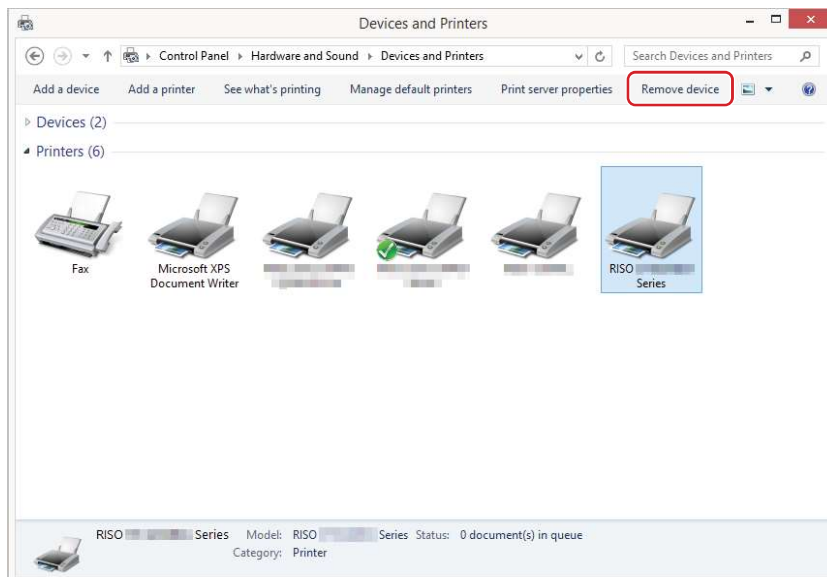 Devices and Printers
Control Panel Hardware and Sound Devices and Printers Search Devices and Printers
Add a device Add a printer See what's printing Manage default printers Print server properties Remove device
Devices (2)
Printers (6)
Fax
Microsoft XPS
Document Writer
RISO
Series
RISO Series Model: RISO Series Status: 0 document(s) in queue
Category: Printer